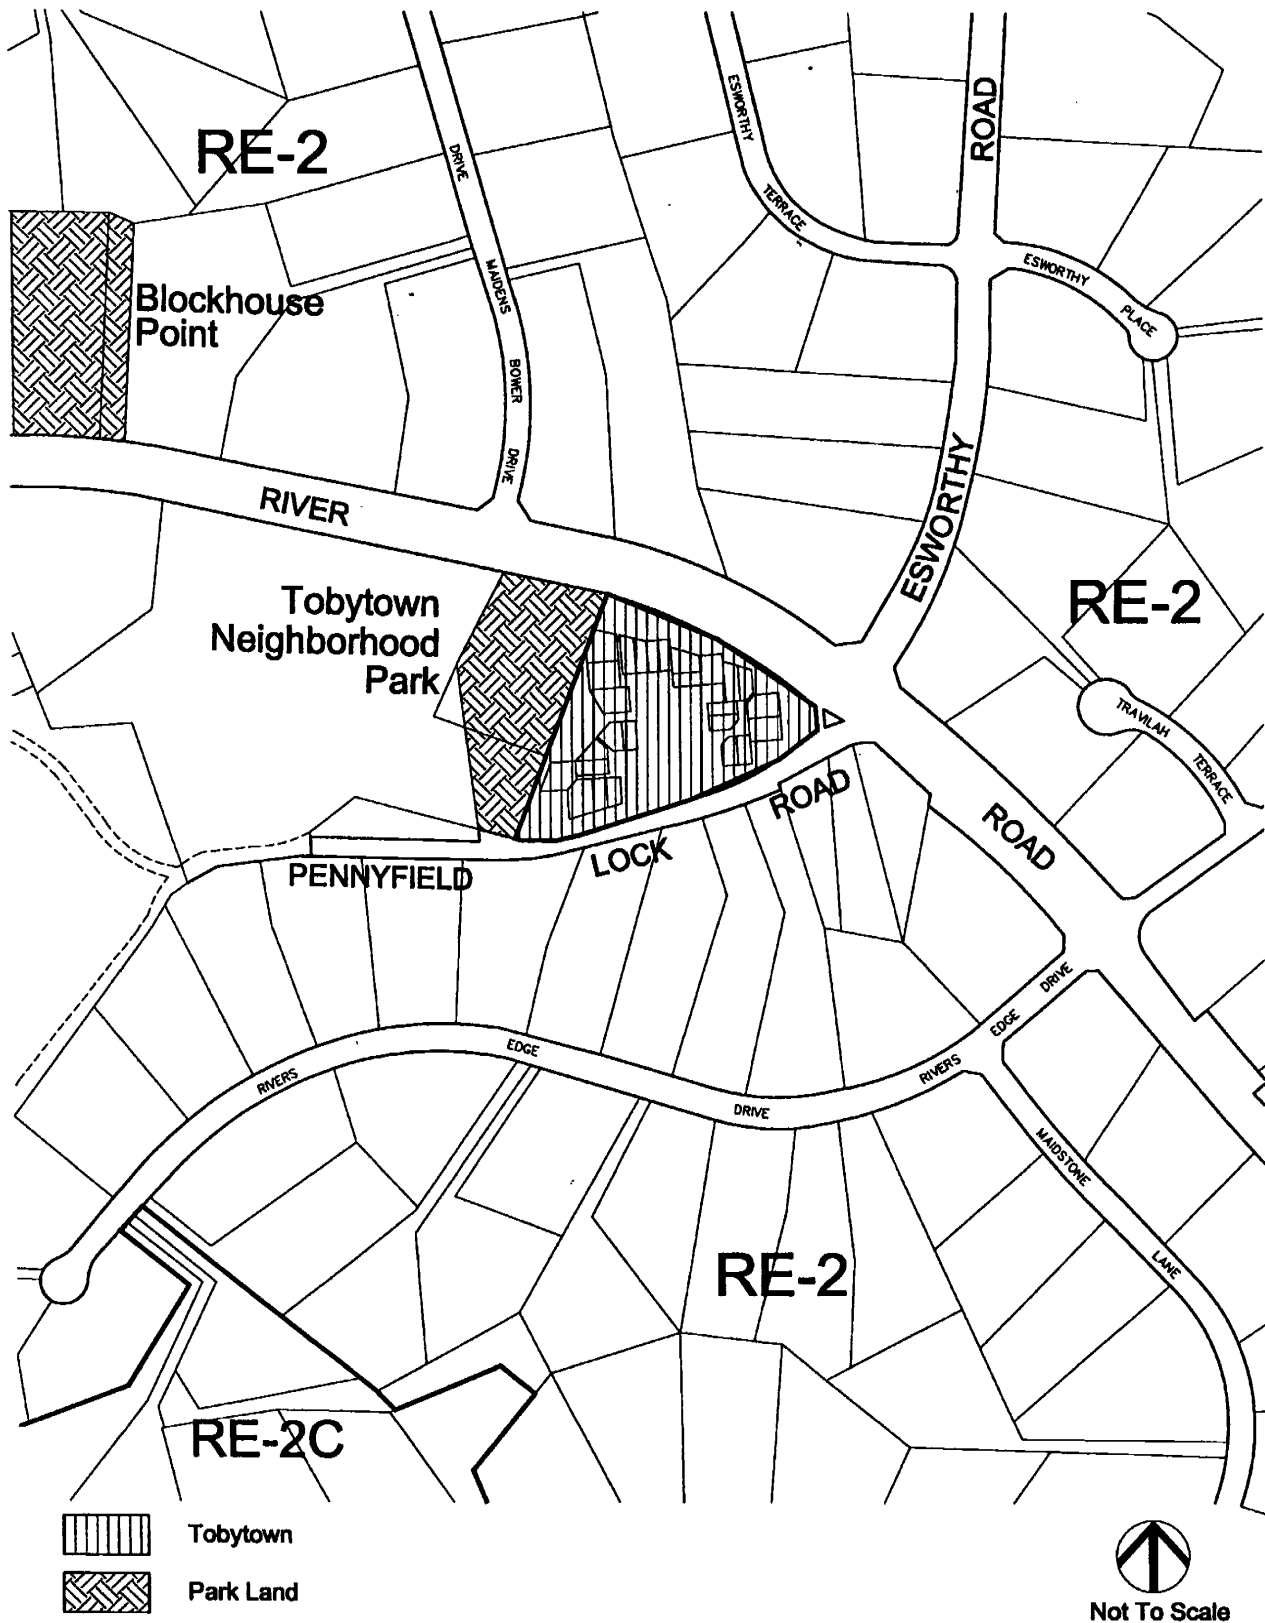 RE-2
DRIVE
ESWORTHY
ROAD
TERRACE
ESWORTHY
PLACE
Blockhouse
Point
MAIDENS
BOWER
DRIVE
RIVER
ESWORTHY
RE-2
Tobytown
Neighborhood
Park
TRAVILAH
TERRACE
ROAD
ROAD
LOCK
PENNYFIELD
DRIVE
EDGE
RIVERS
EDGE
RIVERS
DRIVE
MAIDSTONE
LANE
RE-2
RE-2C
Tobytown
Park Land
Not To Scale